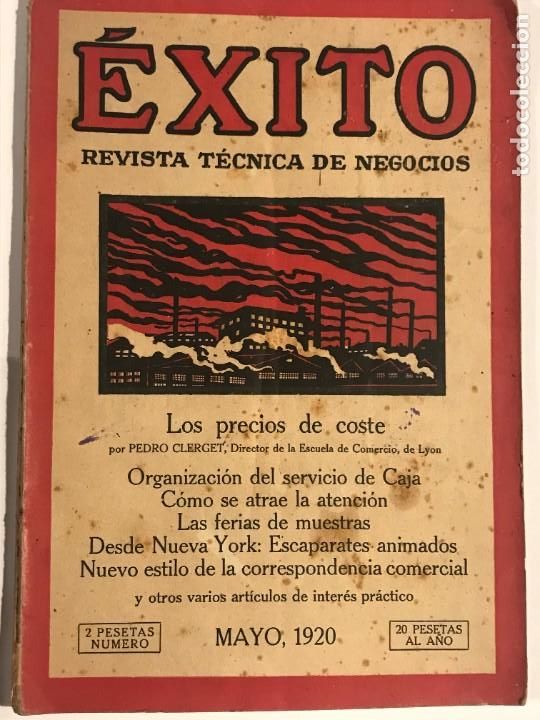 ÉXITO
REVISTA TÉCNICA DE NEGOCIOS
Los precios de coste
por PEDRO CLERGET, Director de la Escuela de Comercio, de Lyon
Organización del servicio de Caja
Cómo se atrae la atención
Las ferias de muestras
Desde Nueva York: Escaparates animados
Nuevo estilo de la correspondencia comercial
y otros varios artículos de interés práctico
2 PESETAS
NUMERO
MAYO, 1920
20 PESETAS
AL AÑO
todocoleccion